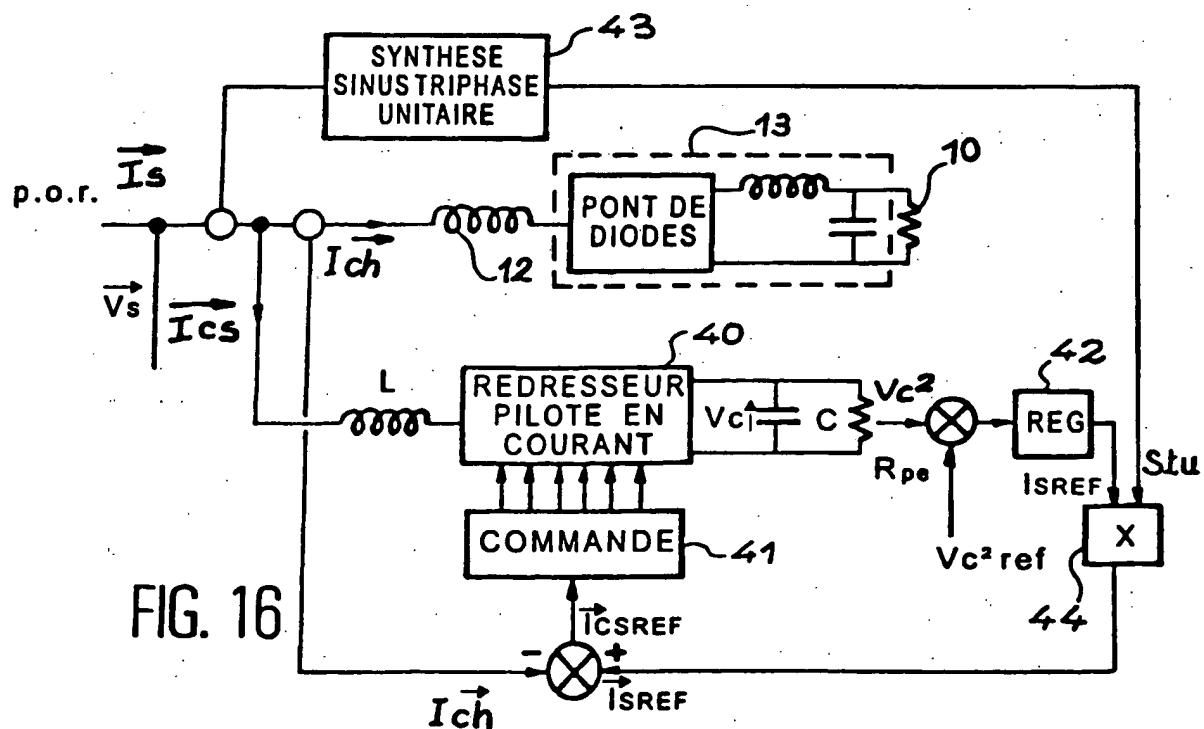 43
SYNTHESE
SINUS TRIPHASE
UNITAIRE
13
10
Is
p.o.r.
PONT DE
DIODES
Ich
12
Vs
Ics
40
42
L
REDRESSEUR
PILOTE EN
COURANT
Vc
C
Vc²
Rpe
REG
ISREF
Stu
COMMANDE
41
Vc² ref
X
44
FIG. 16
ICSREF
-
+
Ich
ISREF